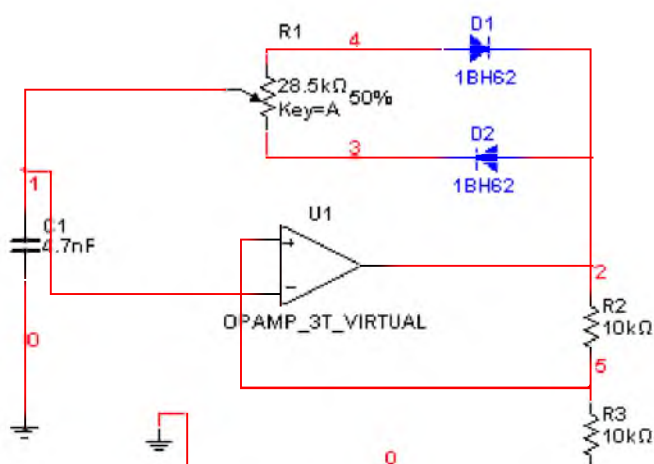 R1
4
D1
28.5kΩ
50%
Key=A
1BH62
D2
3
1BH62
1
C1
4.7nF
U1
+
−
2
OPAMP_3T_VIRTUAL
R2
10kΩ
0
5
R3
10kΩ
0